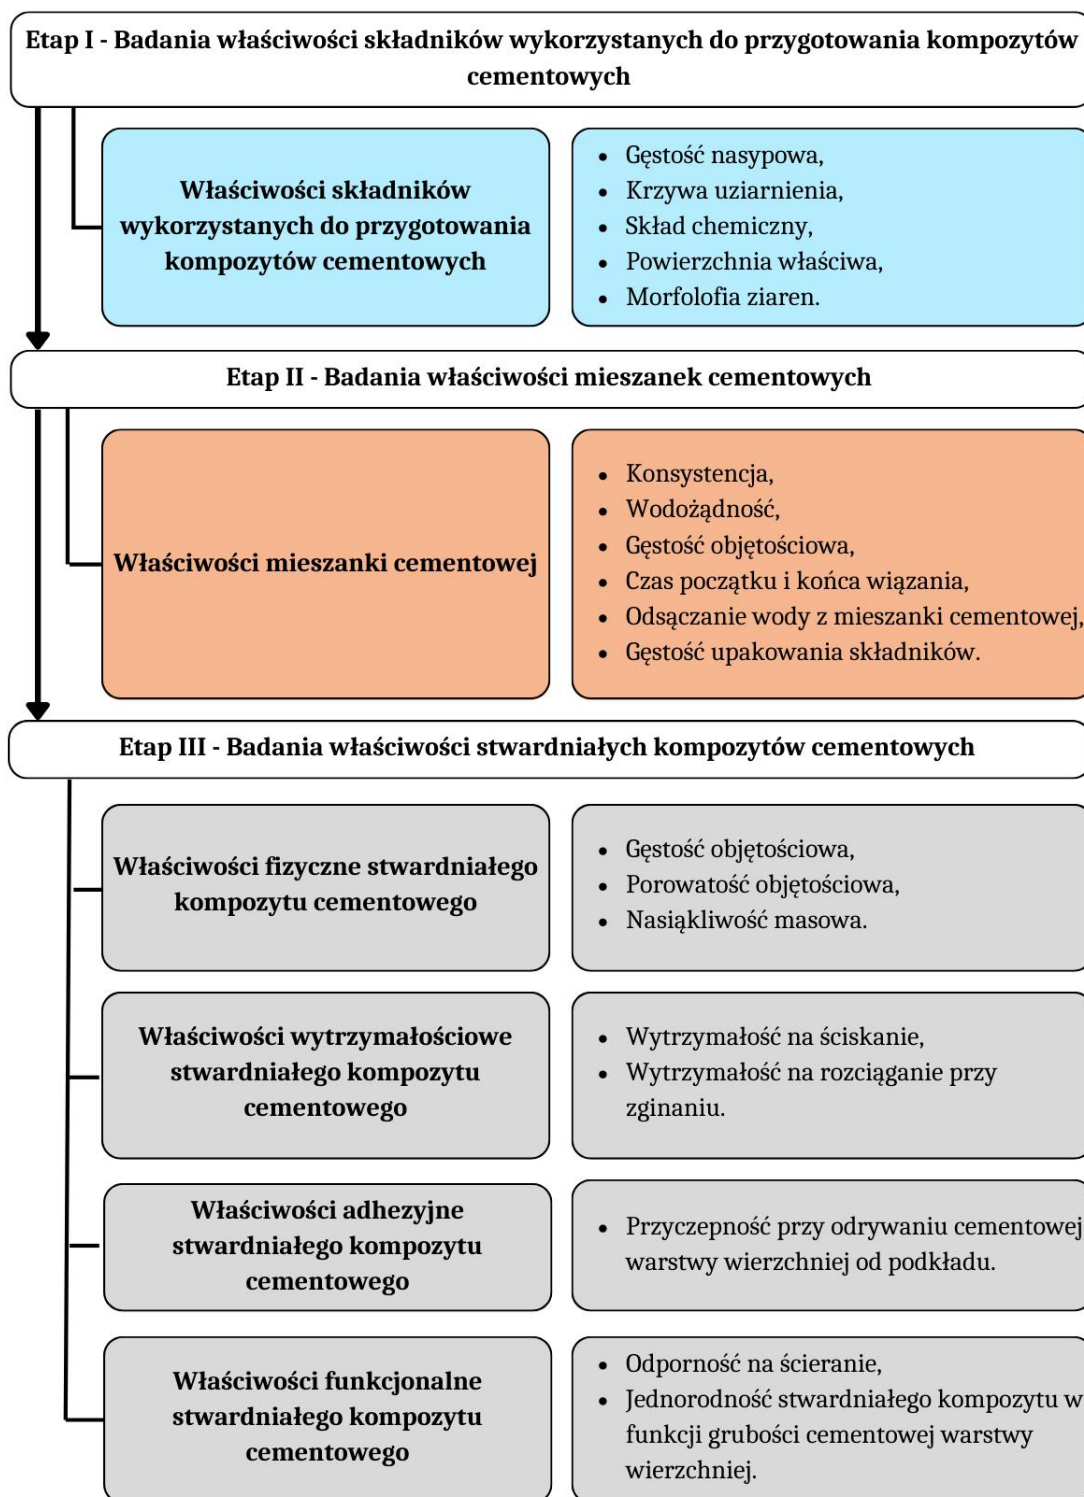 Etap I - Badania właściwości składników wykorzystanych do przygotowania kompozytów
cementowych
Właściwości składników
wykorzystanych do przygotowania
kompozytów cementowych
• Gęstość nasypowa,
• Krzywa uziarnienia,
• Skład chemiczny,
• Powierzchnia właściwa,
• Morfolofia ziaren.
Etap II - Badania właściwości mieszanek cementowych
Właściwości mieszanki cementowej
• Konsystencja,
• Wodożądność,
• Gęstość objętościowa,
• Czas początku i końca wiązania,
• Odsączanie wody z mieszanki cementowej,
• Gęstość upakowania składników.
Etap III - Badania właściwości stwardniałych kompozytów cementowych
Właściwości fizyczne stwardniałego
kompozytu cementowego
• Gęstość objętościowa,
• Porowatość objętościowa,
• Nasiąkliwość masowa.
Właściwości wytrzymałościowe
stwardniałego kompozytu
cementowego
• Wytrzymałość na ściskanie,
• Wytrzymałość na rozciąganie przy
zginaniu.
Właściwości adhezyjne
stwardniałego kompozytu
cementowego
• Przyczepność przy odrywaniu cementowej
warstwy wierzchniej od podkładu.
Właściwości funkcjonalne
stwardniałego kompozytu
cementowego
• Odporność na ścieranie,
• Jednorodność stwardniałego kompozytu w
funkcji grubości cementowej warstwy
wierzchniej.